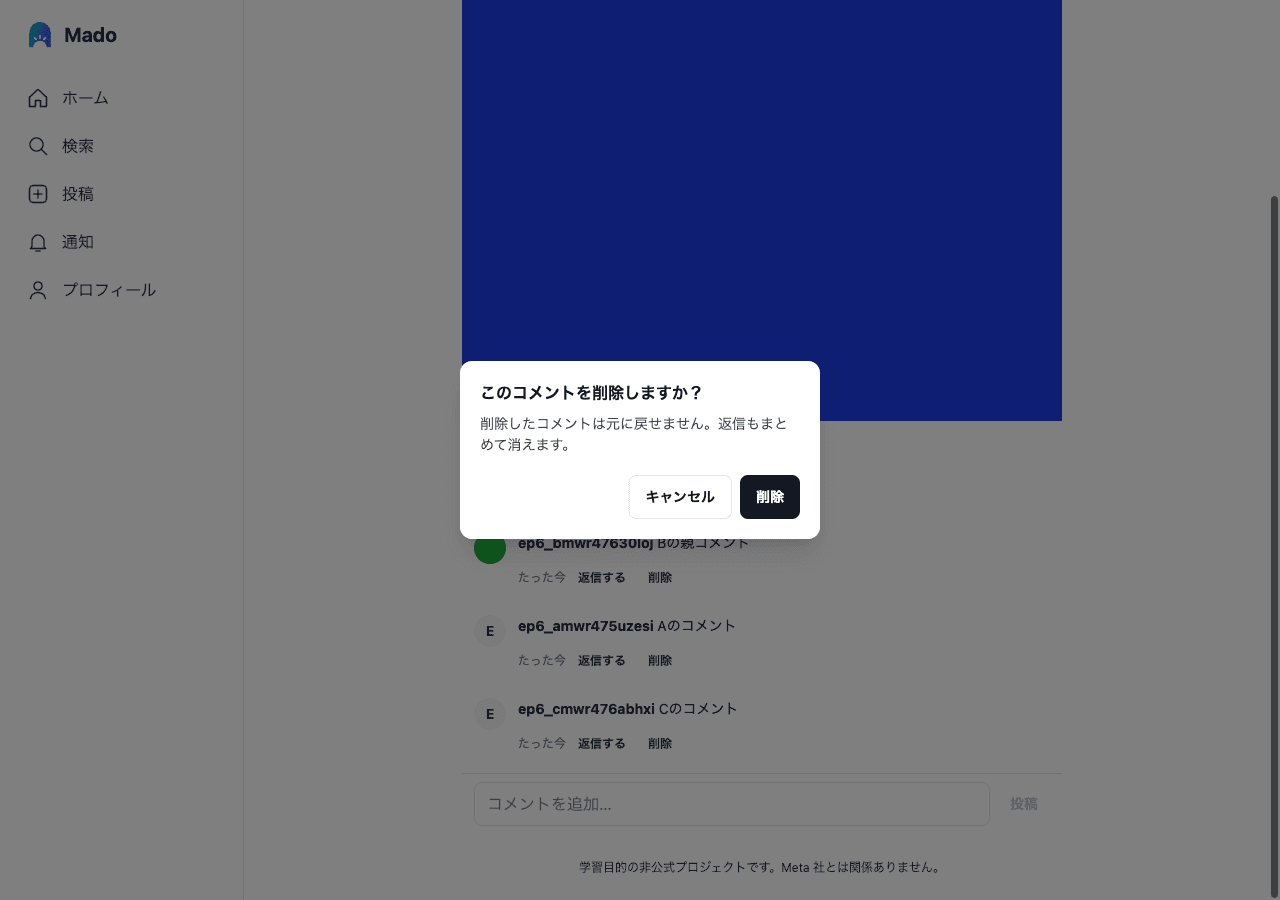 Mado
ホーム
検索
投稿
通知
プロフィール
このコメントを削除しますか？
削除したコメントは元に戻せません。返信もまと
めて消えます。
キャンセル 削除
ep6_bmwr47630loj Bの親コメント
たった今 返信する 削除
E
ep6_amwr475uzesi Aのコメント
たった今 返信する 削除
E
ep6_cmwr476abhxi Cのコメント
たった今 返信する 削除
コメントを追加... 投稿
学習目的の非公式プロジェクトです。Meta 社とは関係ありません。